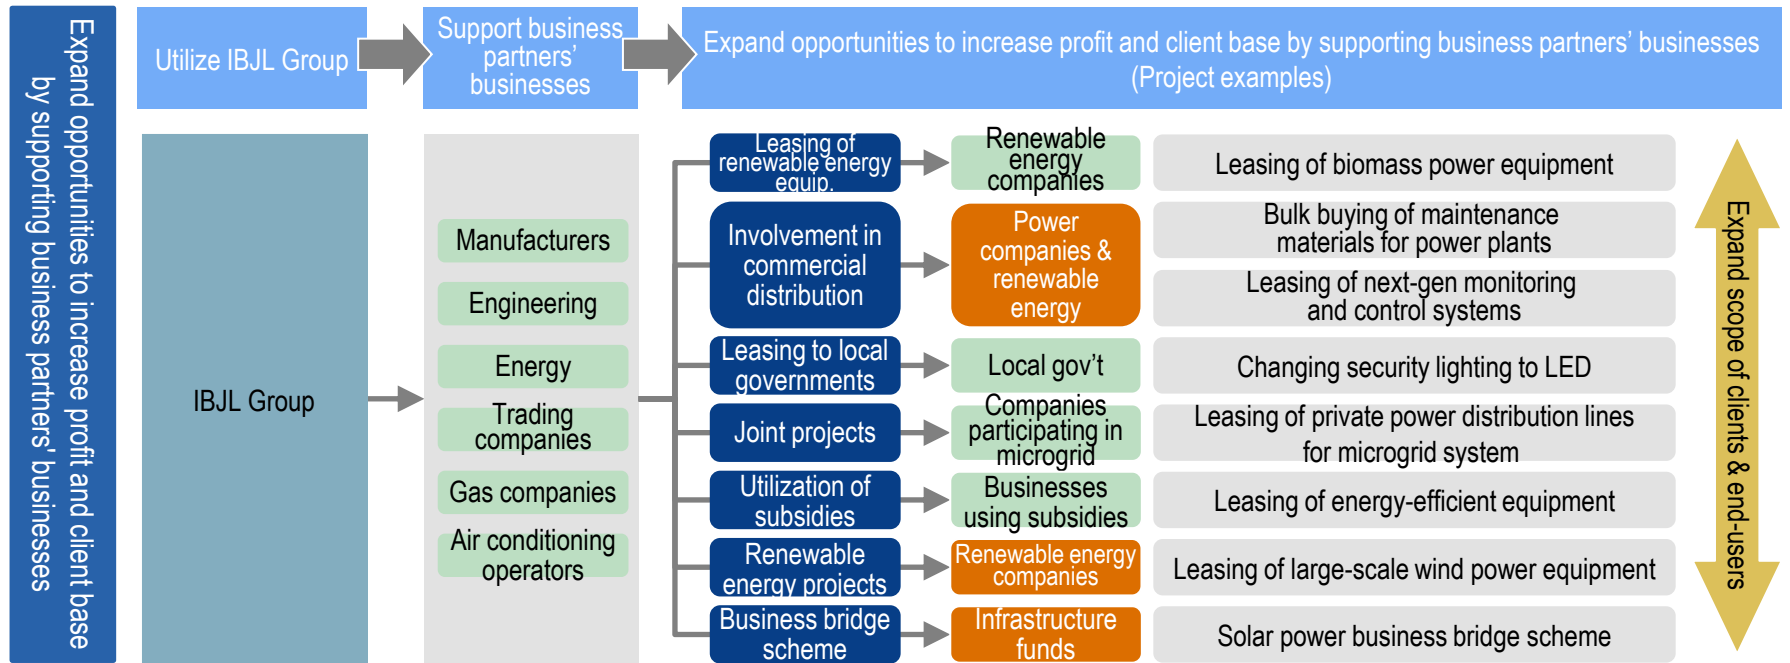 Expand opportunities to increase profit and client base
by supporting business partners' businesses
Utilize IBJL Group
Support business
partners’
businesses
Expand opportunities to increase profit and client base by supporting business partners’ businesses
(Project examples)
IBJL Group
Manufacturers
Engineering
Energy
Trading
companies
Gas companies
Air conditioning
operators
Leasing of
renewable energy
equip.
Renewable
energy
companies
Leasing of biomass power equipment
Involvement in
commercial
distribution
Power
companies &
renewable
energy
Bulk buying of maintenance
materials for power plants
Leasing of next-gen monitoring
and control systems
Leasing to local
governments
Local gov’t
Changing security lighting to LED
Joint projects
Companies
participating in
microgrid
Leasing of private power distribution lines
for microgrid system
Utilization of
subsidies
Businesses
using subsidies
Leasing of energy-efficient equipment
Renewable
energy projects
Renewable energy
companies
Leasing of large-scale wind power equipment
Business bridge
scheme
Infrastructure
funds
Solar power business bridge scheme
Expand scope of clients & end-users